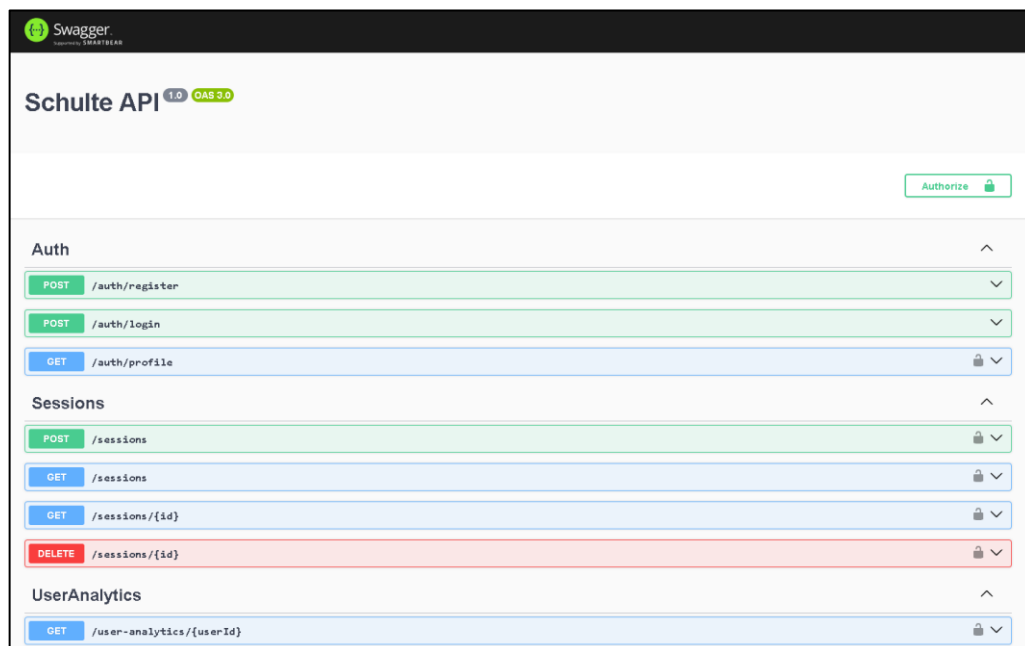 Swagger.
Supported by SMARTBEAR
Schulte API 1.0 OAS 3.0
Authorize
Auth
POST /auth/register
POST /auth/login
GET /auth/profile
Sessions
POST /sessions
GET /sessions
GET /sessions/{id}
DELETE /sessions/{id}
UserAnalytics
GET /user-analytics/{userId}